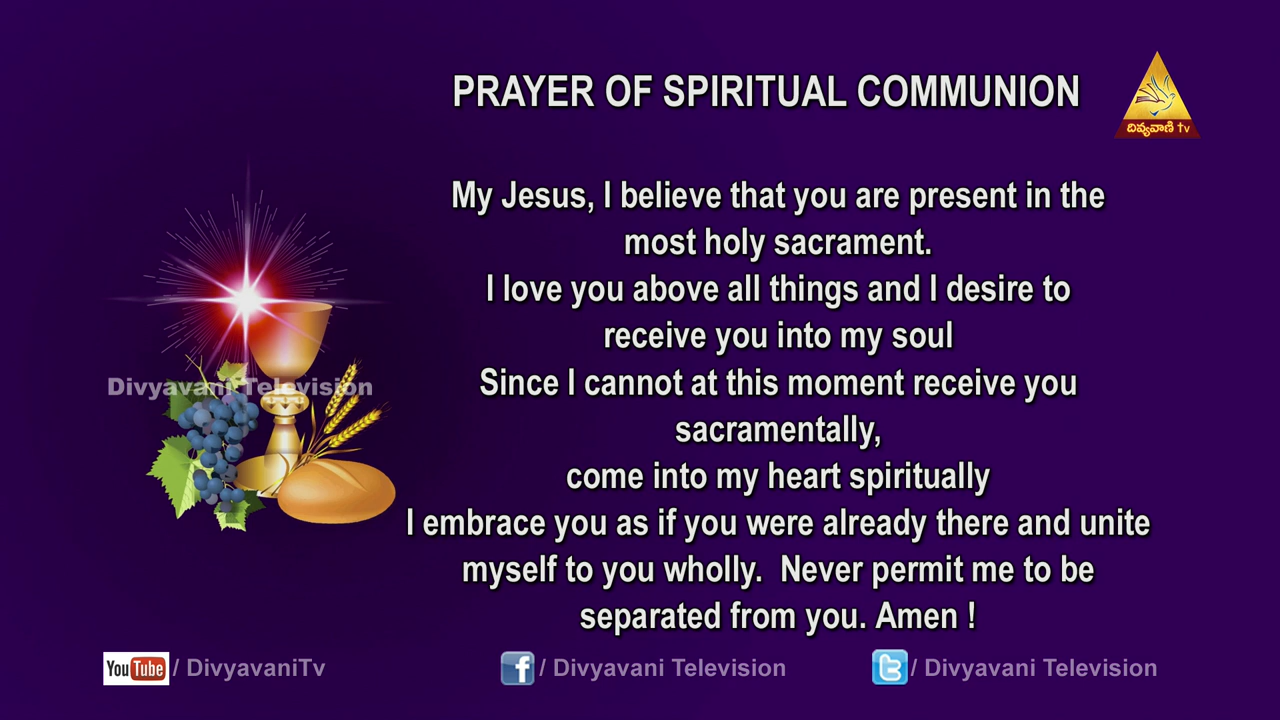 PRAYER OF SPIRITUAL COMMUNION
దివ్యవాణి tv
My Jesus, I believe that you are present in the
most holy sacrament.
I love you above all things and I desire to
receive you into my soul
Since I cannot at this moment receive you
sacramentally,
come into my heart spiritually
I embrace you as if you were already there and unite
myself to you wholly.  Never permit me to be
separated from you. Amen !
Divyavani Television
YouTube / DivyavaniTv
f / Divyavani Television
t / Divyavani Television